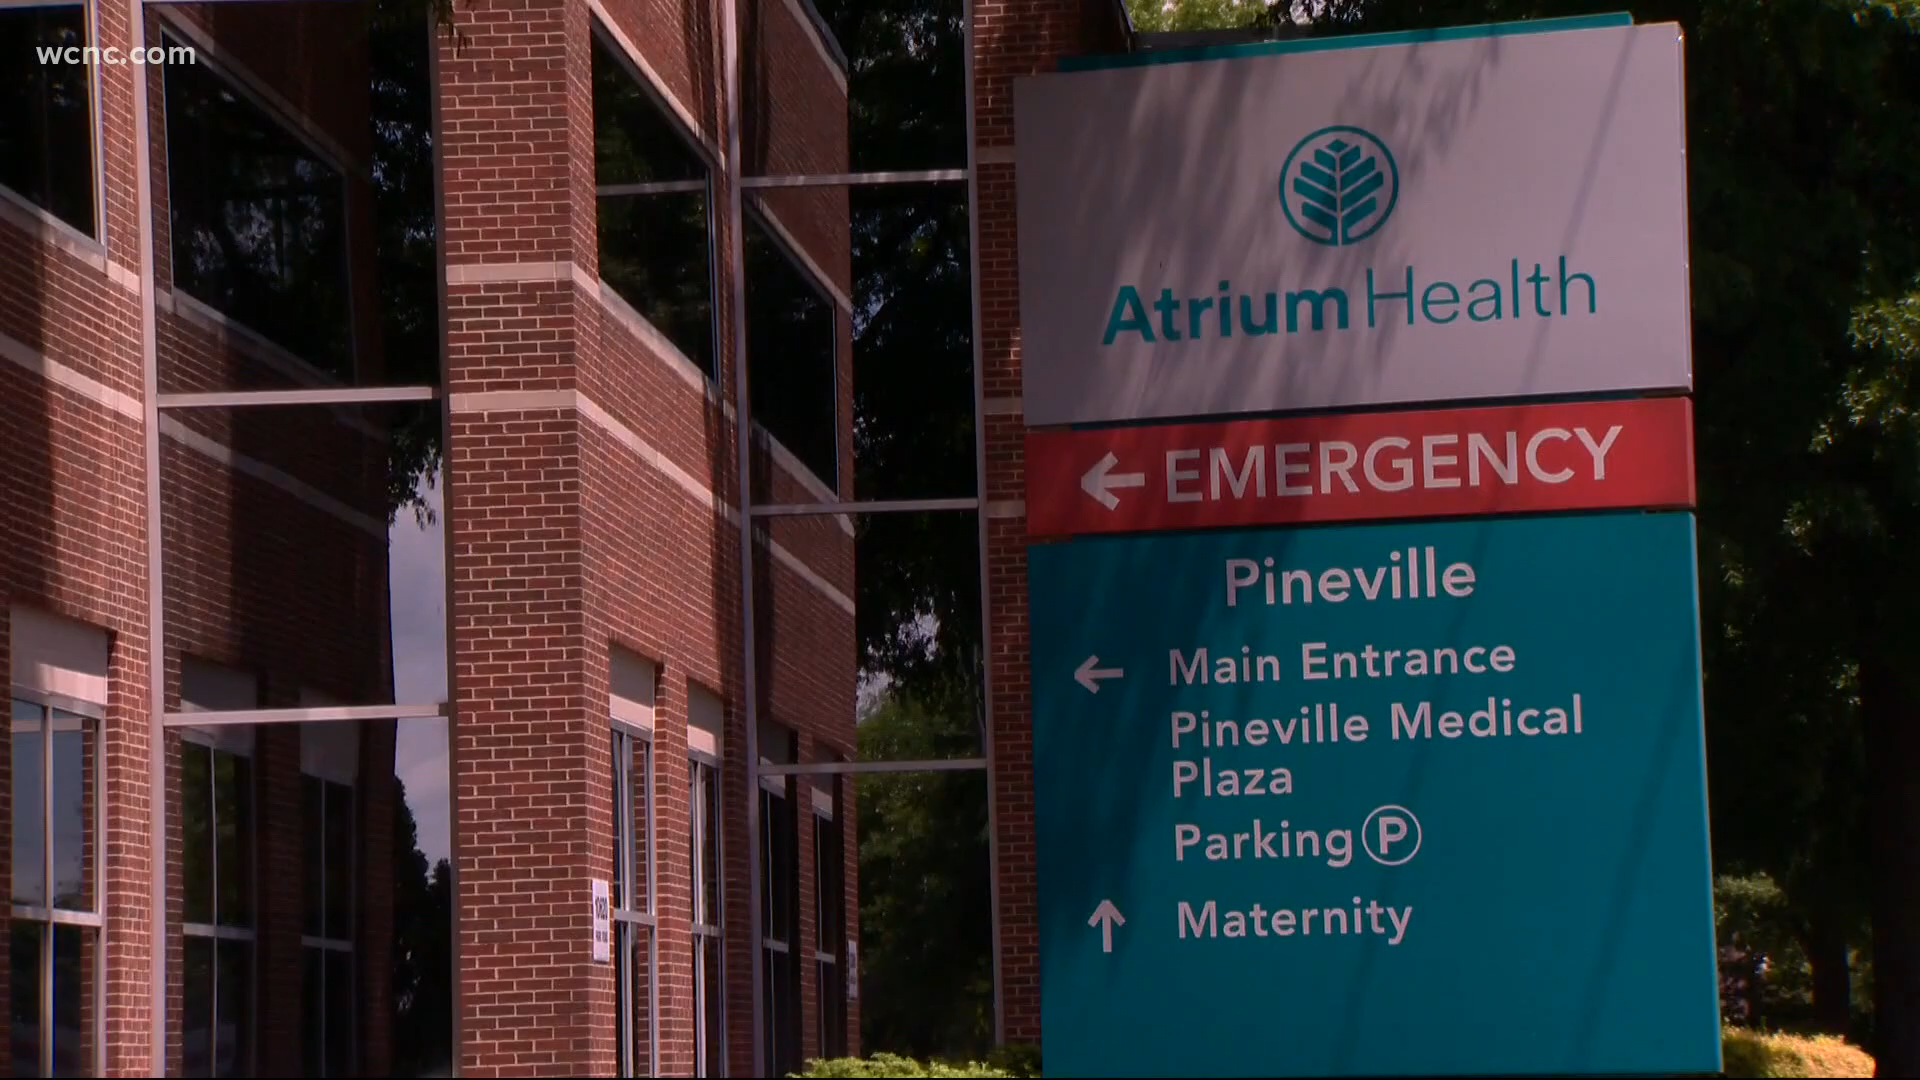 wcnc.com
Atrium Health
← EMERGENCY
Pineville
← Main Entrance
Pineville Medical
Plaza
Parking P
↑ Maternity